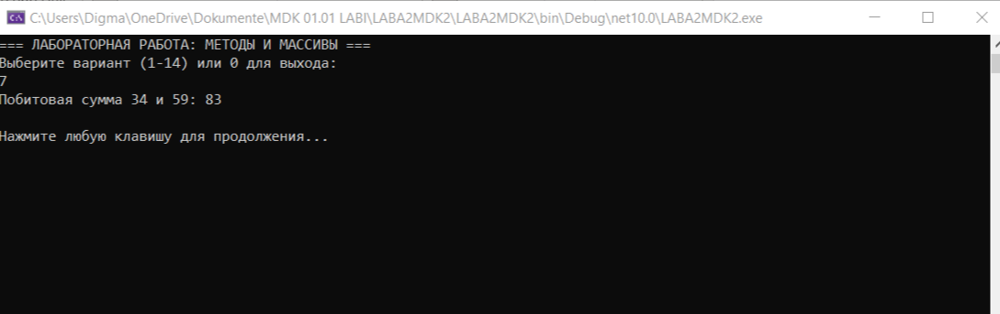 C:\Users\Digma\OneDrive\Dokumente\MDK 01.01 LABI\LABA2MDK2\LABA2MDK2\bin\Debug\net10.0\LABA2MDK2.exe
=== ЛАБОРАТОРНАЯ РАБОТА: МЕТОДЫ И МАССИВЫ ===
Выберите вариант (1-14) или 0 для выхода:
7
Побитовая сумма 34 и 59: 83

Нажмите любую клавишу для продолжения...